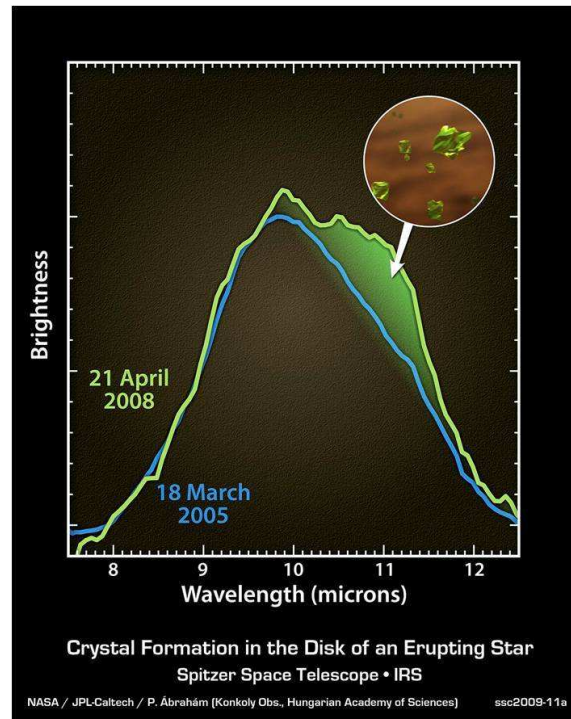 Brightness
21 April
2008
18 March
2005
8 9 10 11 12
Wavelength (microns)
Crystal Formation in the Disk of an Erupting Star
Spitzer Space Telescope • IRS
NASA / JPL-Caltech / P. Ábrahám (Konkoly Obs., Hungarian Academy of Sciences) ssc2009-11a